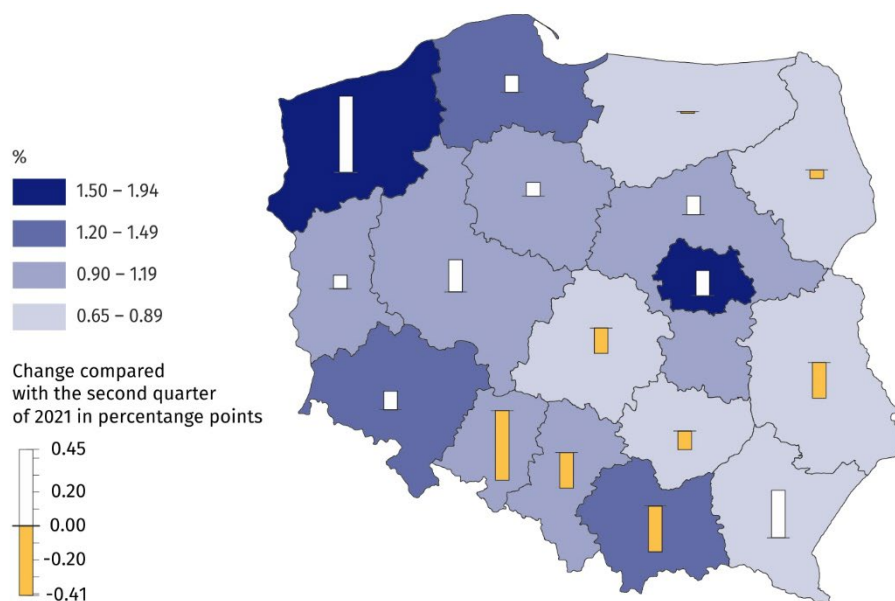 %
1.50 – 1.94
1.20 – 1.49
0.90 – 1.19
0.65 – 0.89
Change compared
with the second quarter
of 2021 in percentange points
0.45
0.20
0.00
-0.20
-0.41